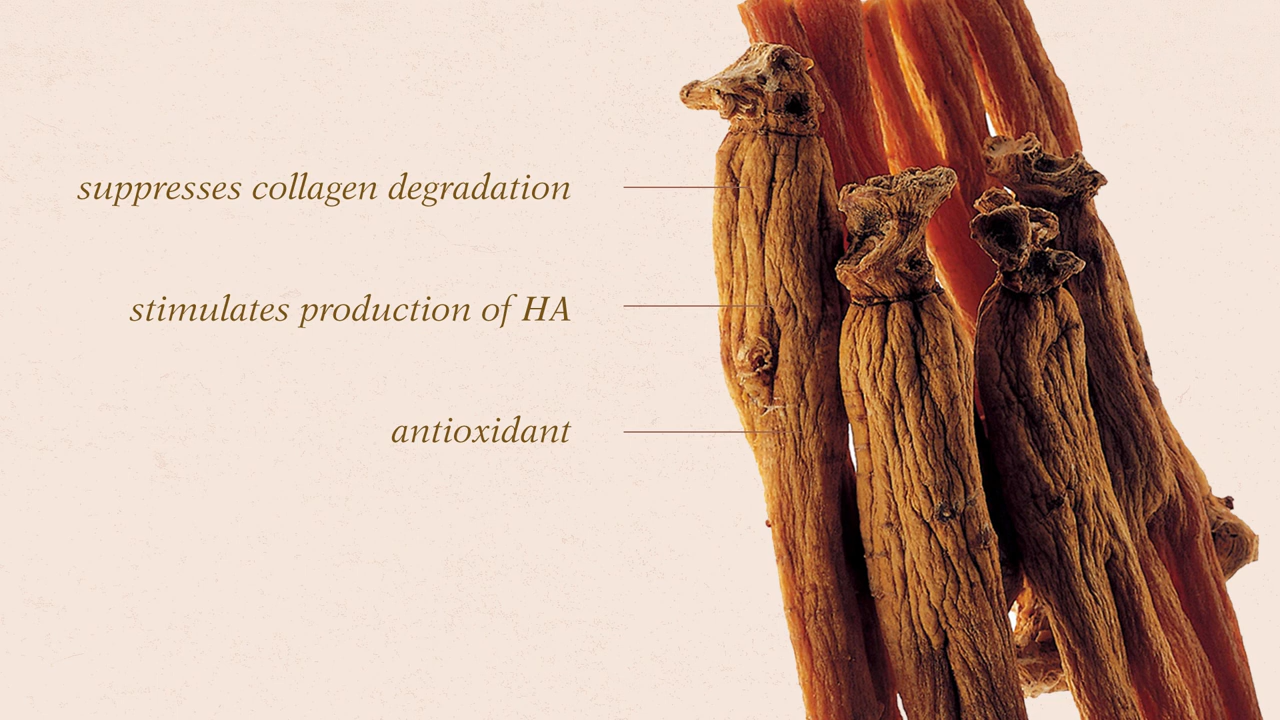 suppresses collagen degradation
stimulates production of HA
antioxidant